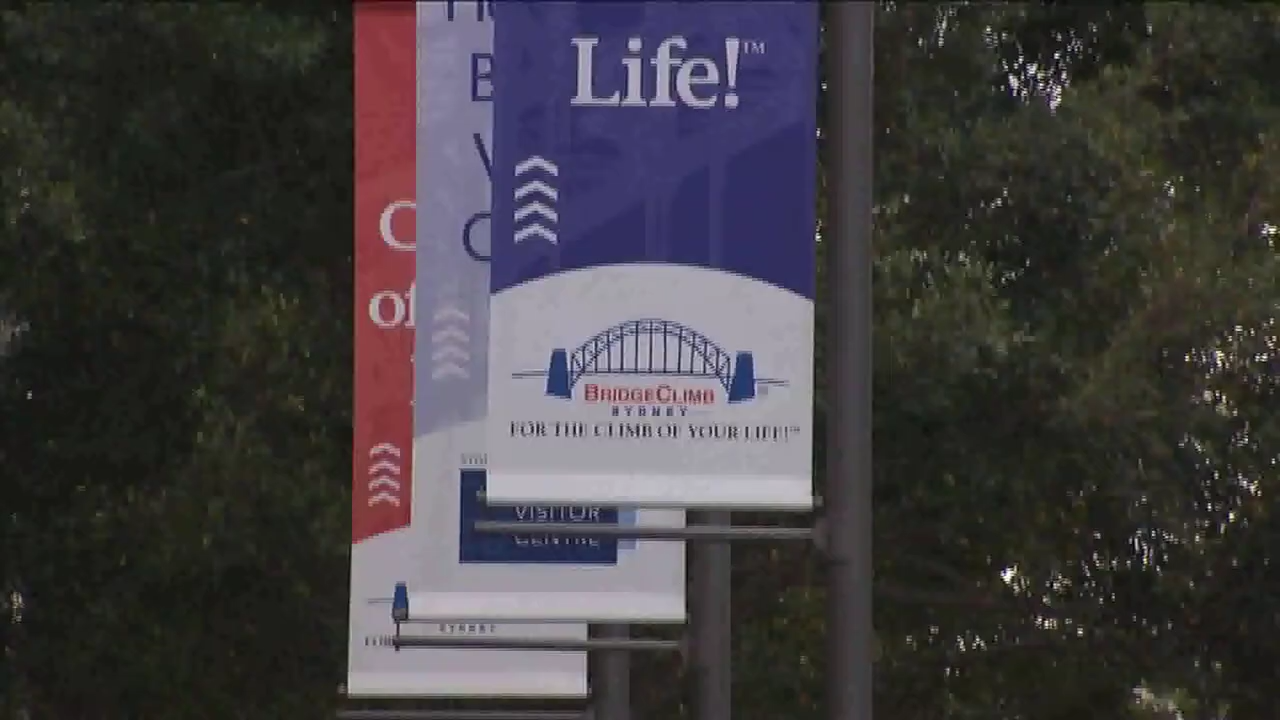 Life!™
BRIDGECLIMB
SYDNEY
FOR THE CLIMB OF YOUR LIFE!™
B
V
C
VISITOR
CENTRE
C
of
SYDNEY